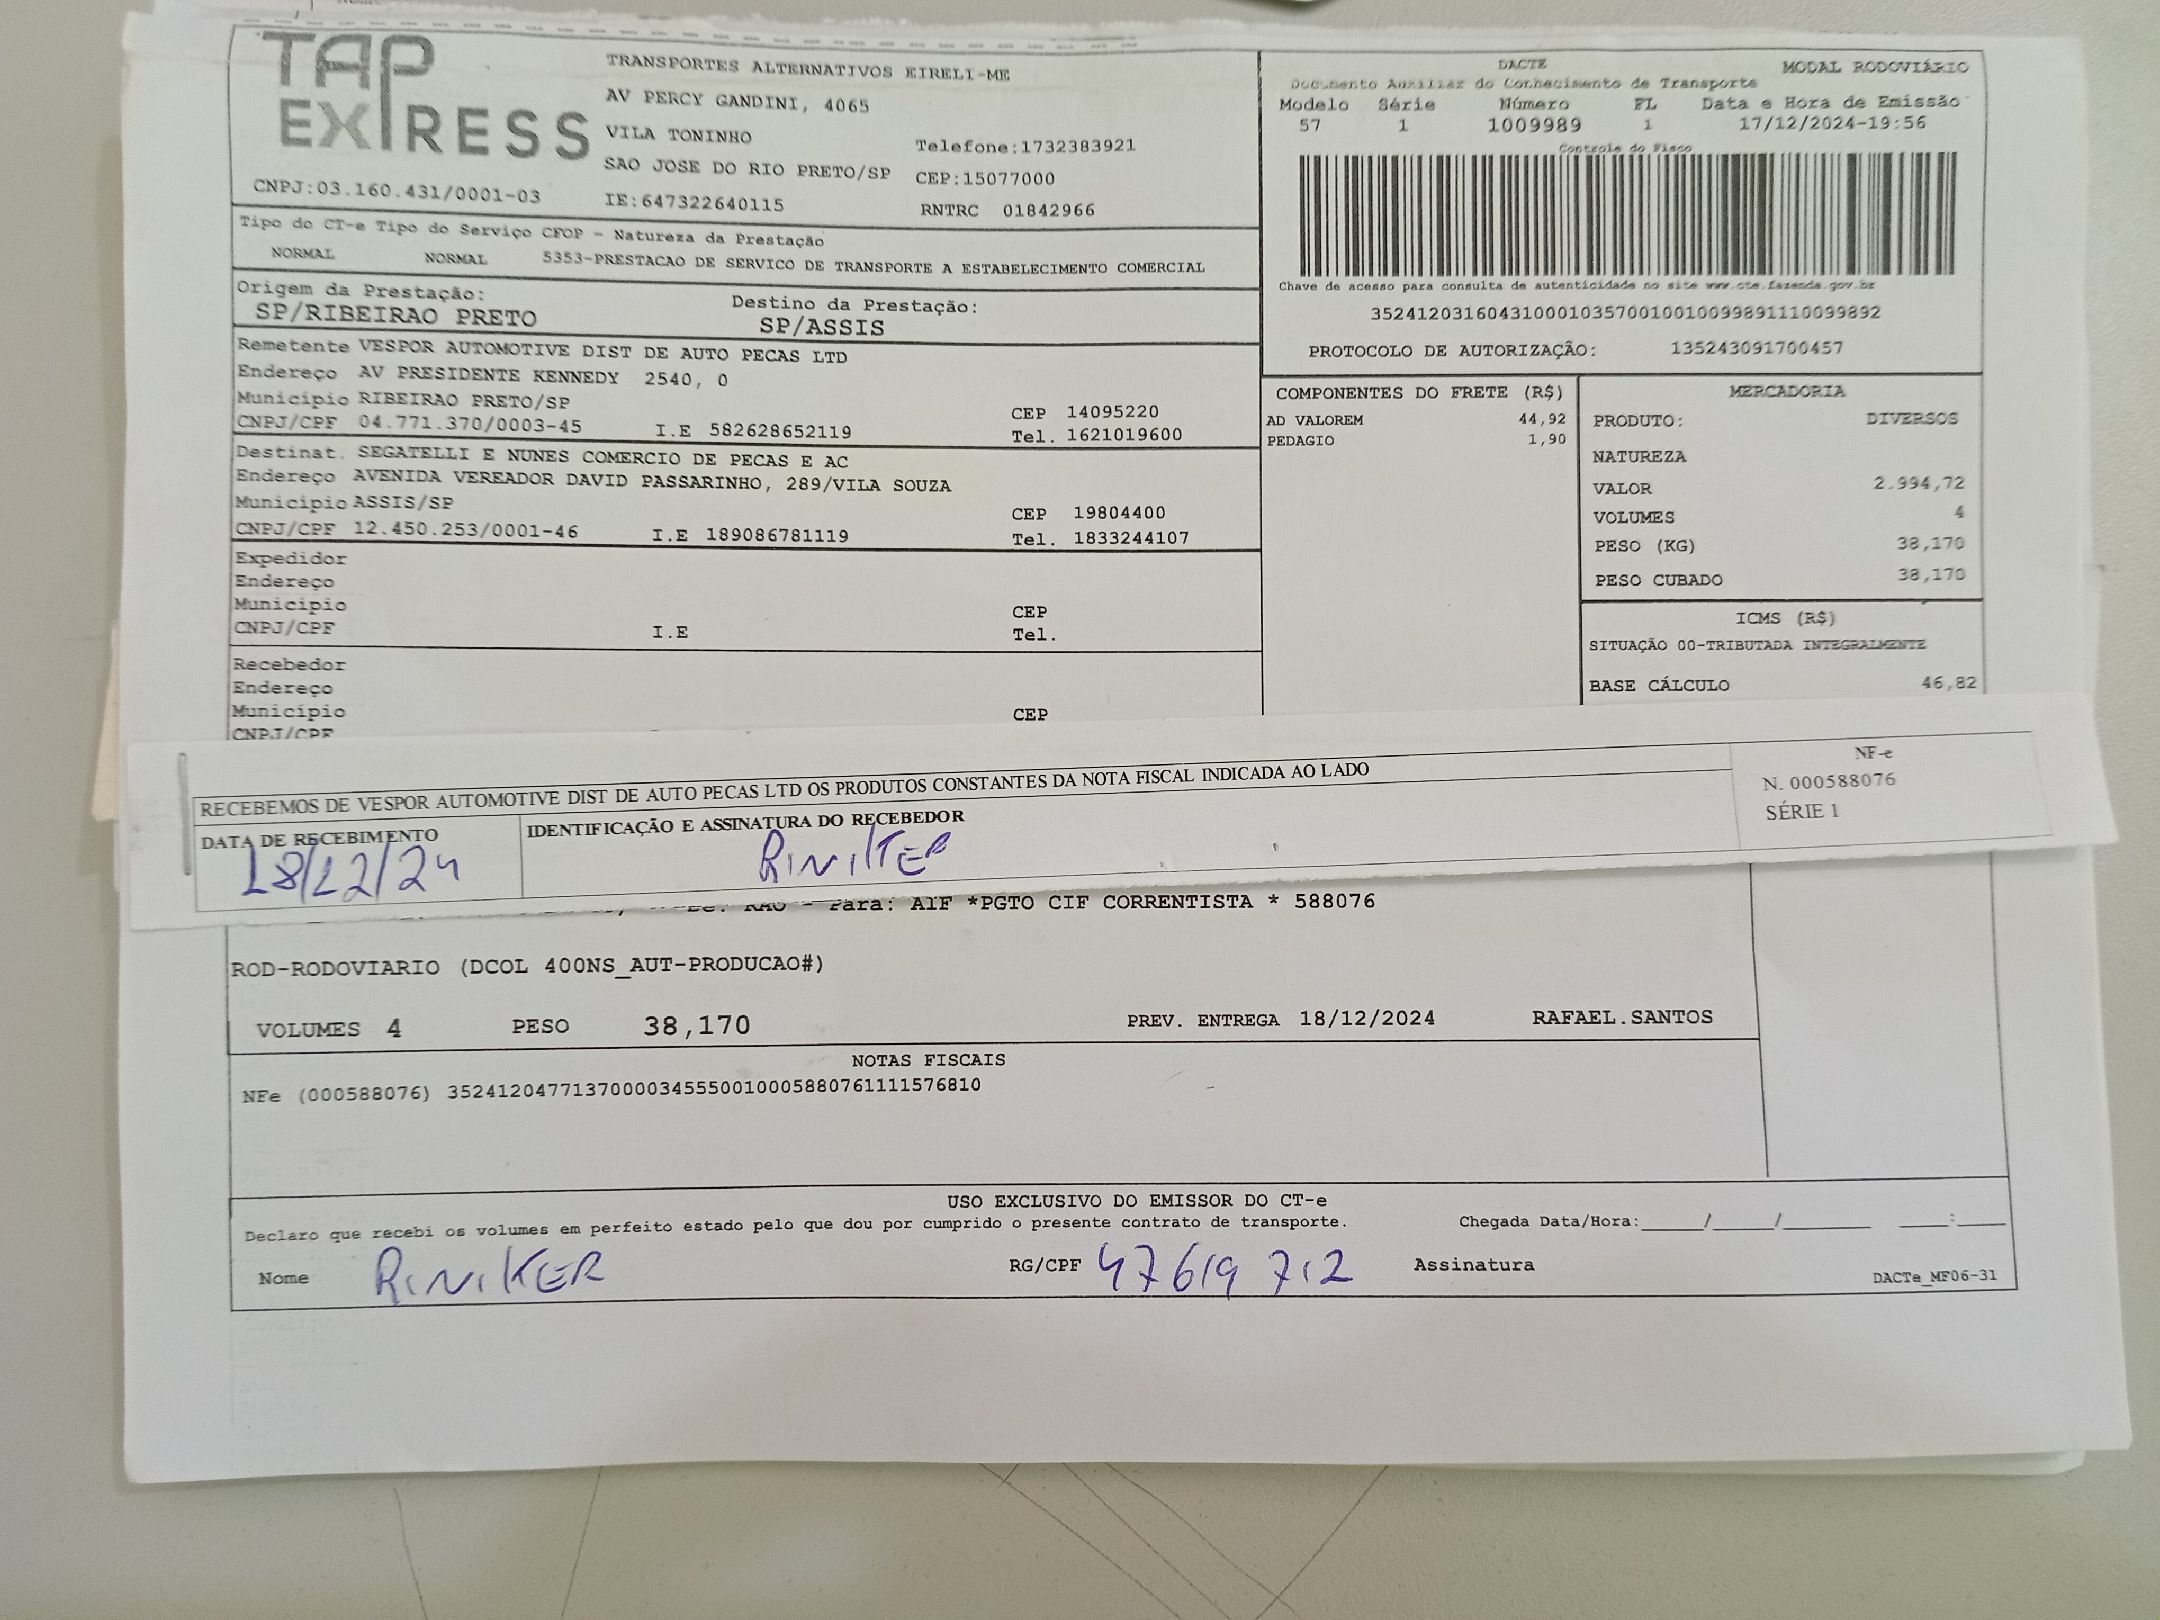 TAP EXPRESS
TRANSPORTES ALTERNATIVOS EIRELI-ME
AV PERCY GANDINI, 4065
VILA TONINHO
Telefone:1732383921
SAO JOSE DO RIO PRETO/SP
CEP:15077000
CNPJ:03.160.431/0001-03
IE:647322640115
RNTRC 01842966
DACTE
MODAL RODOVIÁRIO
Documento Auxiliar do Conhecimento de Transporte
Modelo Série Número FL Data e Hora de Emissão
57 1 1009989 1 17/12/2024-19:56
Controle do Fisco
Chave de acesso para consulta de autenticidade no site www.cte.fazenda.gov.br
35241203160431000103570010010099891110099892
PROTOCOLO DE AUTORIZAÇÃO: 135243091700457
Tipo do CT-e Tipo do Serviço CFOP - Natureza da Prestação
NORMAL NORMAL 5353-PRESTACAO DE SERVICO DE TRANSPORTE A ESTABELECIMENTO COMERCIAL
Origem da Prestação: Destino da Prestação:
SP/RIBEIRAO PRETO SP/ASSIS
Remetente VESPOR AUTOMOTIVE DIST DE AUTO PECAS LTD
Endereço AV PRESIDENTE KENNEDY 2540, 0
Município RIBEIRAO PRETO/SP CEP 14095220
CNPJ/CPF 04.771.370/0003-45 I.E 582628652119 Tel. 1621019600
Destinat. SEGATELLI E NUNES COMERCIO DE PECAS E AC
Endereço AVENIDA VEREADOR DAVID PASSARINHO, 289/VILA SOUZA
Município ASSIS/SP CEP 19804400
CNPJ/CPF 12.450.253/0001-46 I.E 189086781119 Tel. 1833244107
Expedidor
Endereço
Município CEP
CNPJ/CPF I.E Tel.
Recebedor
Endereço
Município CEP
CNPJ/CPF
COMPONENTES DO FRETE (R$)
AD VALOREM 44,92
PEDAGIO 1,90
MERCADORIA
PRODUTO: DIVERSOS
NATUREZA
VALOR 2.994,72
VOLUMES 4
PESO (KG) 38,170
PESO CUBADO 38,170
ICMS (R$)
SITUAÇÃO 00-TRIBUTADA INTEGRALMENTE
BASE CÁLCULO 46,82
RECEBEMOS DE VESPOR AUTOMOTIVE DIST DE AUTO PECAS LTD OS PRODUTOS CONSTANTES DA NOTA FISCAL INDICADA AO LADO
NF-e
N. 000588076
SÉRIE 1
DATA DE RECEBIMENTO
18/12/24
IDENTIFICAÇÃO E ASSINATURA DO RECEBEDOR
RINIKER
RAO - Para: AIF *PGTO CIF CORRENTISTA * 588076
ROD-RODOVIARIO (DCOL 400NS_AUT-PRODUCAO#)
VOLUMES 4 PESO 38,170 PREV. ENTREGA 18/12/2024 RAFAEL.SANTOS
NOTAS FISCAIS
NFe (000588076) 35241204771370000345550010005880761111576810
USO EXCLUSIVO DO EMISSOR DO CT-e
Declaro que recebi os volumes em perfeito estado pelo que dou por cumprido o presente contrato de transporte. Chegada Data/Hora:_____/_____/_______ ____:____
Nome RINIKER RG/CPF 47619712 Assinatura
DACTe_MF06-31